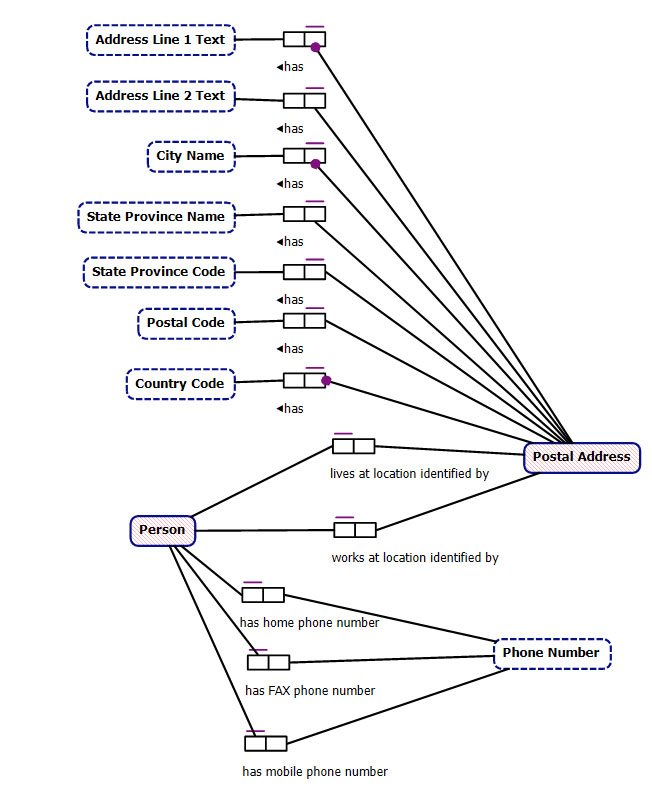 Address Line 1 Text
◄has
Address Line 2 Text
◄has
City Name
◄has
State Province Name
◄has
State Province Code
◄has
Postal Code
◄has
Country Code
◄has
Postal Address
lives at location identified by
Person
works at location identified by
has home phone number
Phone Number
has FAX phone number
has mobile phone number